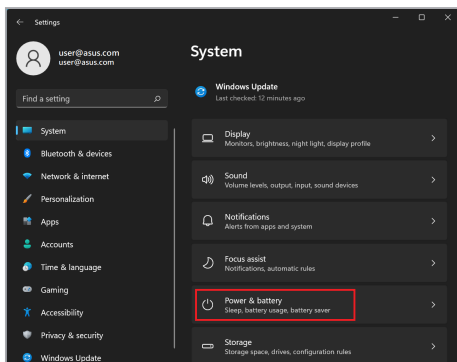 Settings
user@asus.com
user@asus.com
Find a setting
System
Bluetooth & devices
Network & internet
Personalization
Apps
Accounts
Time & language
Gaming
Accessibility
Privacy & security
Windows Update
System
Windows Update
Last checked: 12 minutes ago
Display
Monitors, brightness, night light, display profile
Sound
Volume levels, output, input, sound devices
Notifications
Alerts from apps and system
Focus assist
Notifications, automatic rules
Power & battery
Sleep, battery usage, battery saver
Storage
Storage space, drives, configuration rules